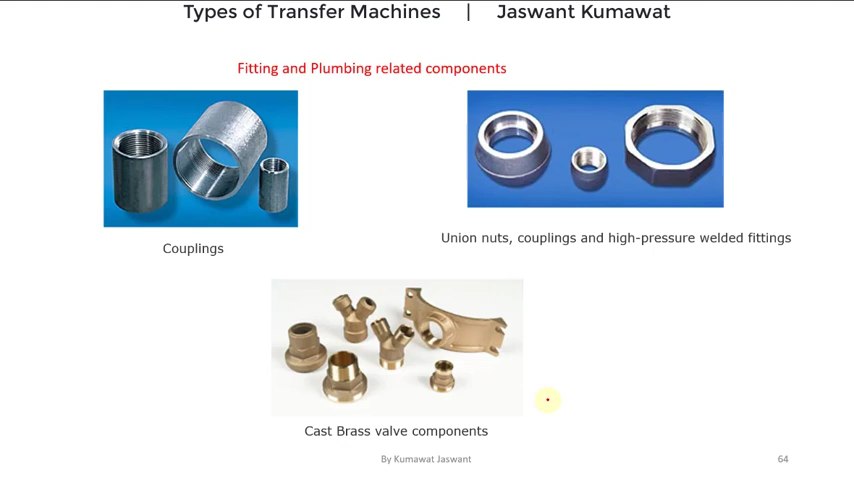 Types of Transfer Machines | Jaswant Kumawat
Fitting and Plumbing related components
Couplings
Union nuts, couplings and high-pressure welded fittings
Cast Brass valve components
By Kumawat Jaswant
64